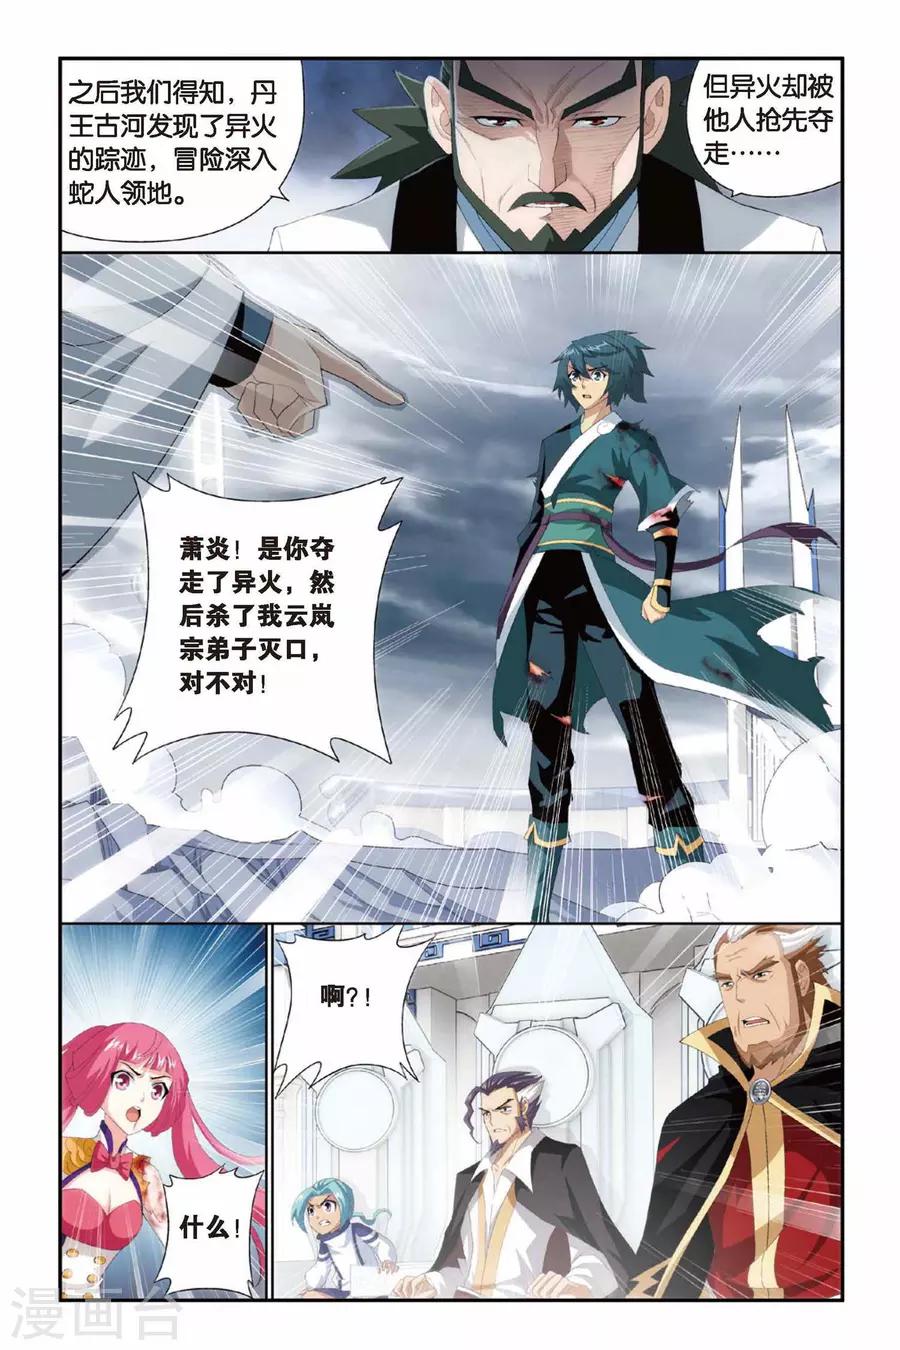 之后我们得知，丹
王古河发现了异火
的踪迹，冒险深入
蛇人领地。
但异火却被
他人抢先夺
走……
萧炎！是你夺
走了异火，然
后杀了我云岚
宗弟子灭口，
对不对！
什么！
啊？！
漫画台